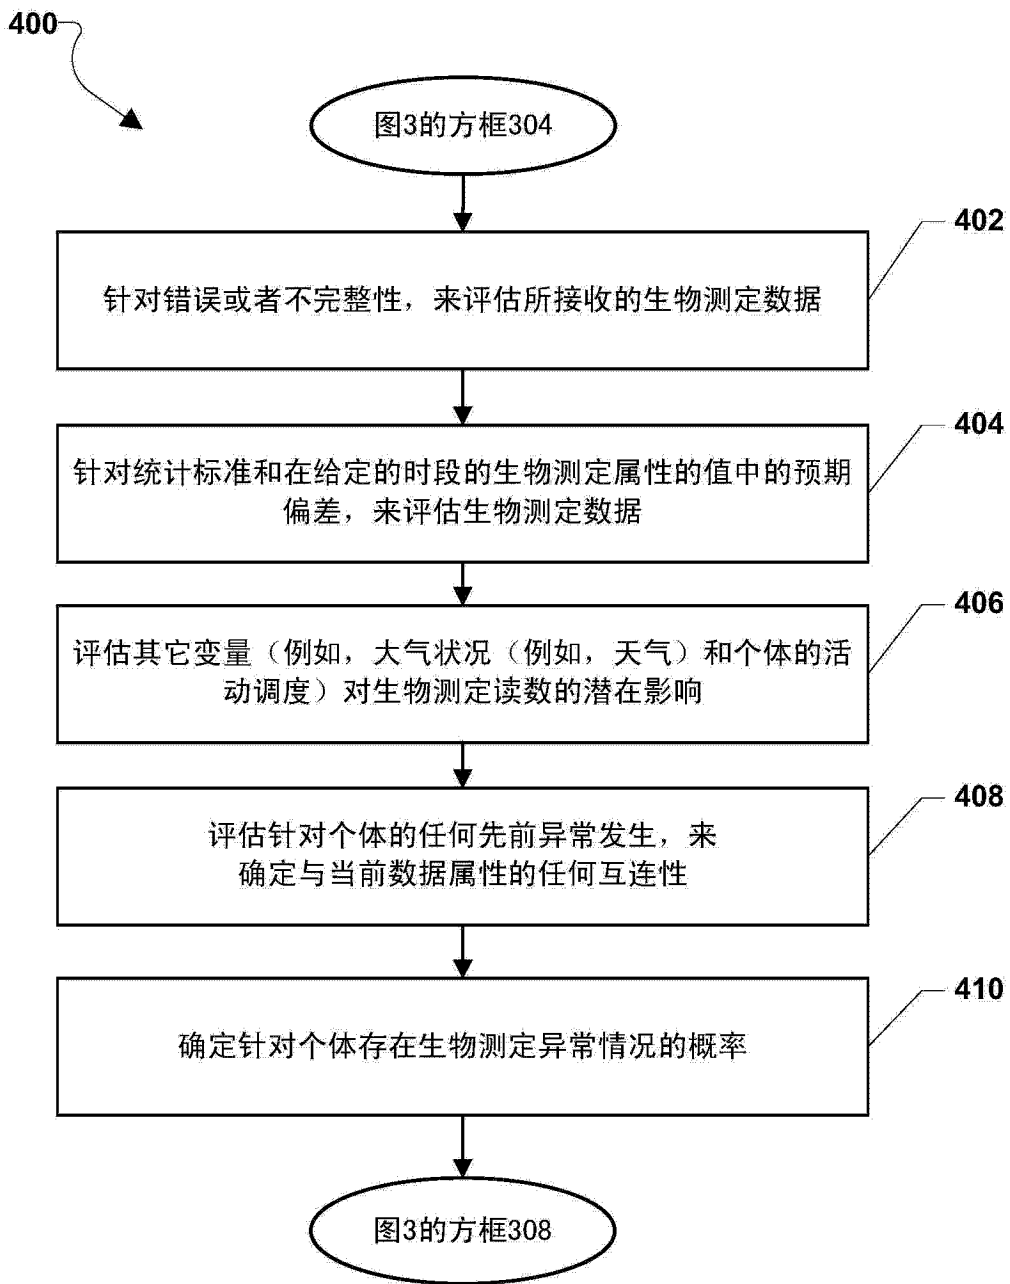 400
图3的方框304
402
针对错误或者不完整性，来评估所接收的生物测定数据
404
针对统计标准和在给定的时段的生物测定属性的值中的预期
偏差，来评估生物测定数据
406
评估其它变量（例如，大气状况（例如，天气）和个体的活
动调度）对生物测定读数的潜在影响
408
评估针对个体的任何先前异常发生，来
确定与当前数据属性的任何互连性
410
确定针对个体存在生物测定异常情况的概率
图3的方框308